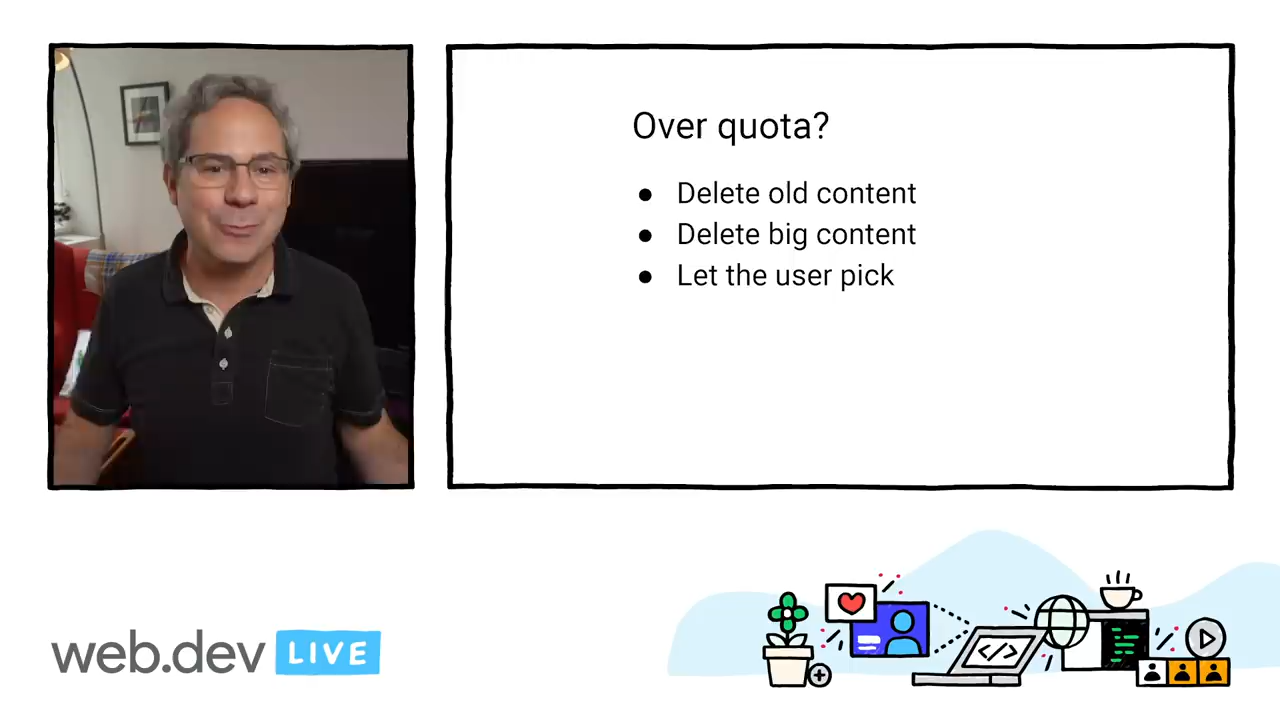 Over quota?
● Delete old content
● Delete big content
● Let the user pick
web.dev LIVE
</>